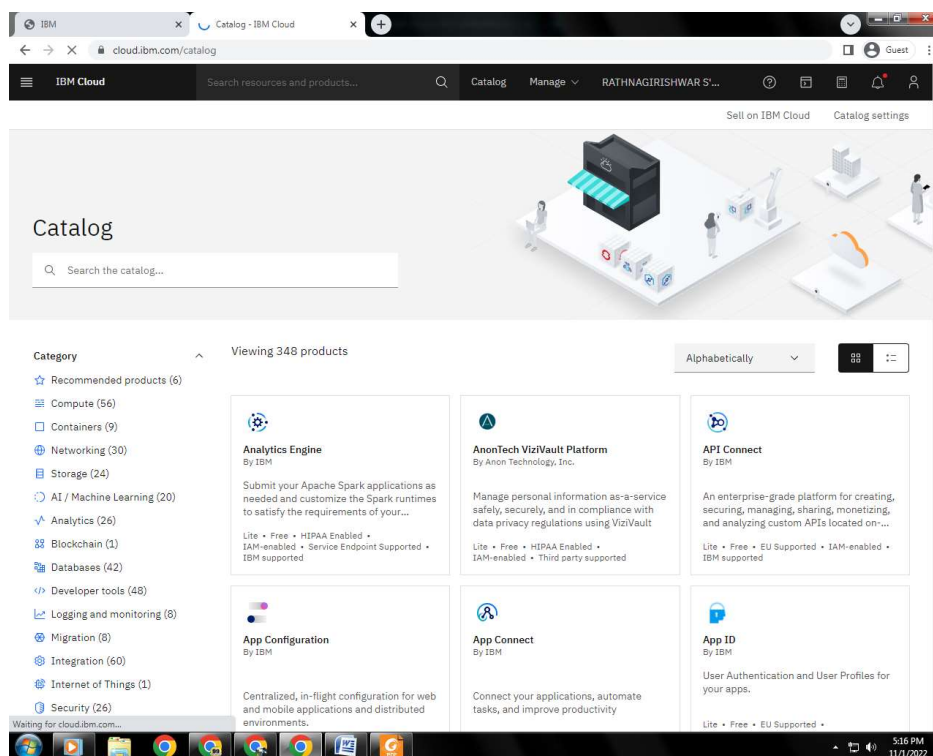 IBM
Catalog - IBM Cloud
cloud.ibm.com/catalog
Guest
IBM Cloud
Search resources and products...
Catalog
Manage
RATHNAGIRISHWAR S'...
Sell on IBM Cloud
Catalog settings
Catalog
Search the catalog...
Category
Recommended products (6)
Compute (56)
Containers (9)
Networking (30)
Storage (24)
AI / Machine Learning (20)
Analytics (26)
Blockchain (1)
Databases (42)
Developer tools (48)
Logging and monitoring (8)
Migration (8)
Integration (60)
Internet of Things (1)
Security (26)
Viewing 348 products
Alphabetically
Analytics Engine
By IBM
Submit your Apache Spark applications as
needed and customize the Spark runtimes
to satisfy the requirements of your...
Lite • Free • HIPAA Enabled •
IAM-enabled • Service Endpoint Supported •
IBM supported
AnonTech ViziVault Platform
By Anon Technology, Inc.
Manage personal information as-a-service
safely, securely, and in compliance with
data privacy regulations using ViziVault
Lite • Free • HIPAA Enabled •
IAM-enabled • Third party supported
API Connect
By IBM
An enterprise-grade platform for creating,
securing, managing, sharing, monetizing,
and analyzing custom APIs located on-...
Lite • Free • EU Supported • IAM-enabled •
IBM supported
App Configuration
By IBM
Centralized, in-flight configuration for web
and mobile applications and distributed
environments.
App Connect
By IBM
Connect your applications, automate
tasks, and improve productivity
App ID
By IBM
User Authentication and User Profiles for
your apps.
Lite • Free • EU Supported •
Waiting for cloud.ibm.com...
5:16 PM
11/1/2022